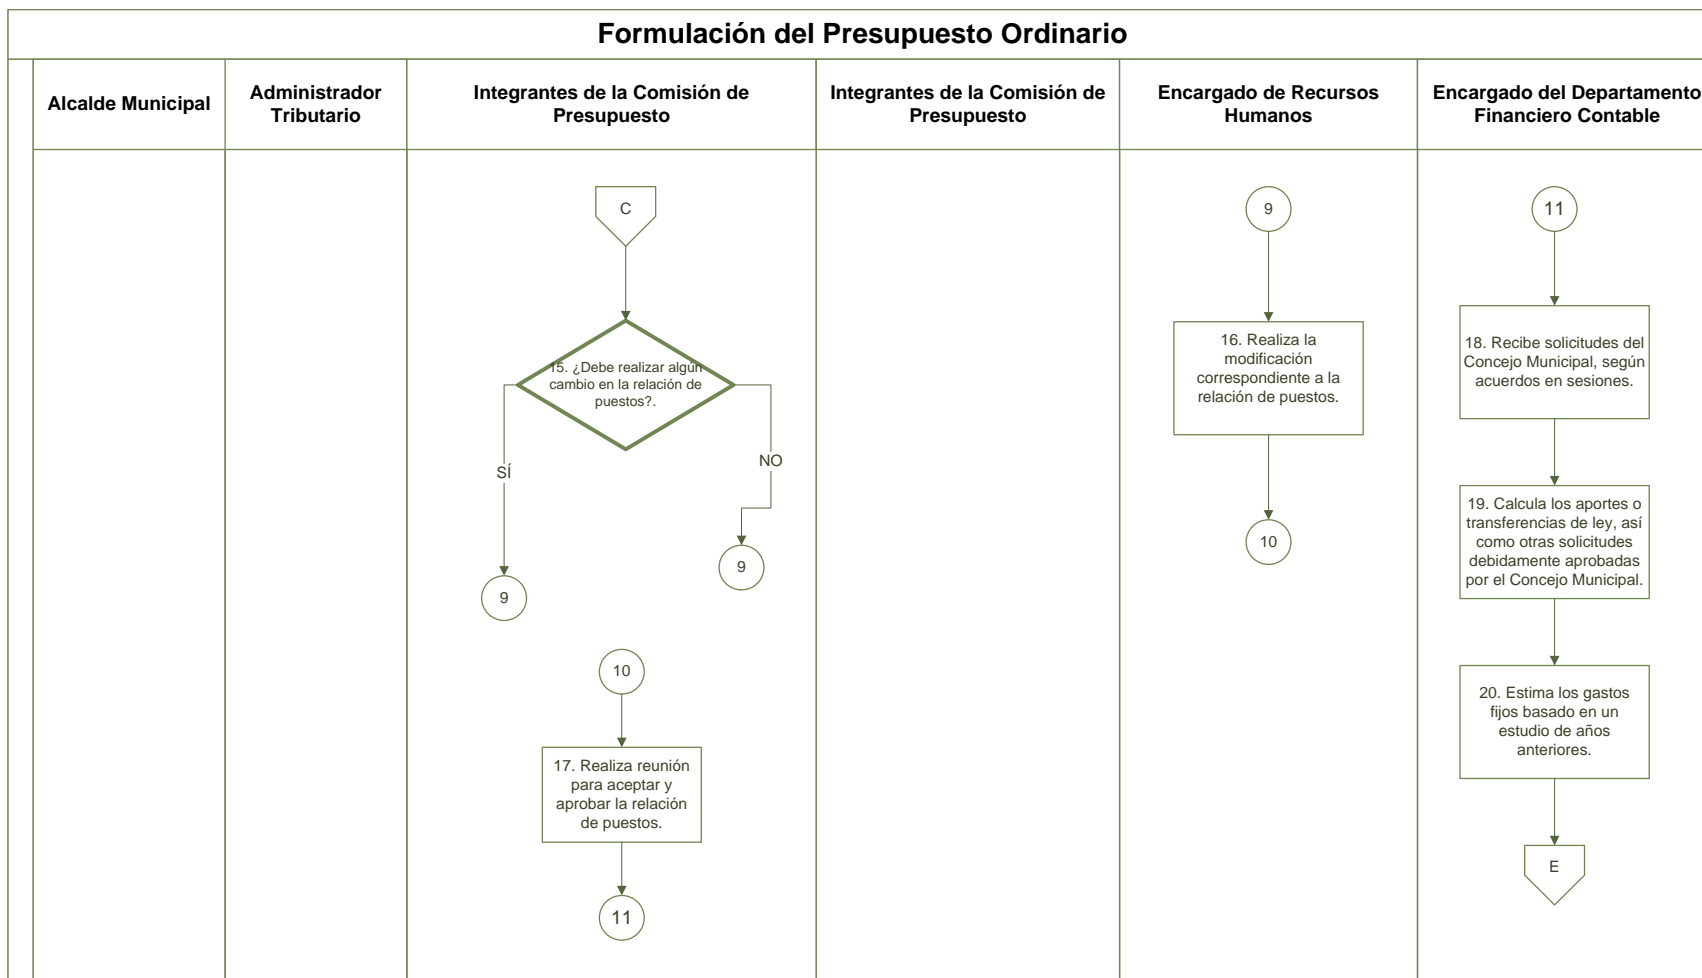 Formulación del Presupuesto Ordinario
Alcalde Municipal
Administrador
Tributario
Integrantes de la Comisión de
Presupuesto
Integrantes de la Comisión de
Presupuesto
Encargado de Recursos
Humanos
Encargado del Departamento
Financiero Contable
C
15. ¿Debe realizar algún
cambio en la relación de
puestos?.
SÍ
NO
9
9
10
17. Realiza reunión
para aceptar y
aprobar la relación
de puestos.
11
9
16. Realiza la
modificación
correspondiente a la
relación de puestos.
10
11
18. Recibe solicitudes del
Concejo Municipal, según
acuerdos en sesiones.
19. Calcula los aportes o
transferencias de ley, así
como otras solicitudes
debidamente aprobadas
por el Concejo Municipal.
20. Estima los gastos
fijos basado en un
estudio de años
anteriores.
E